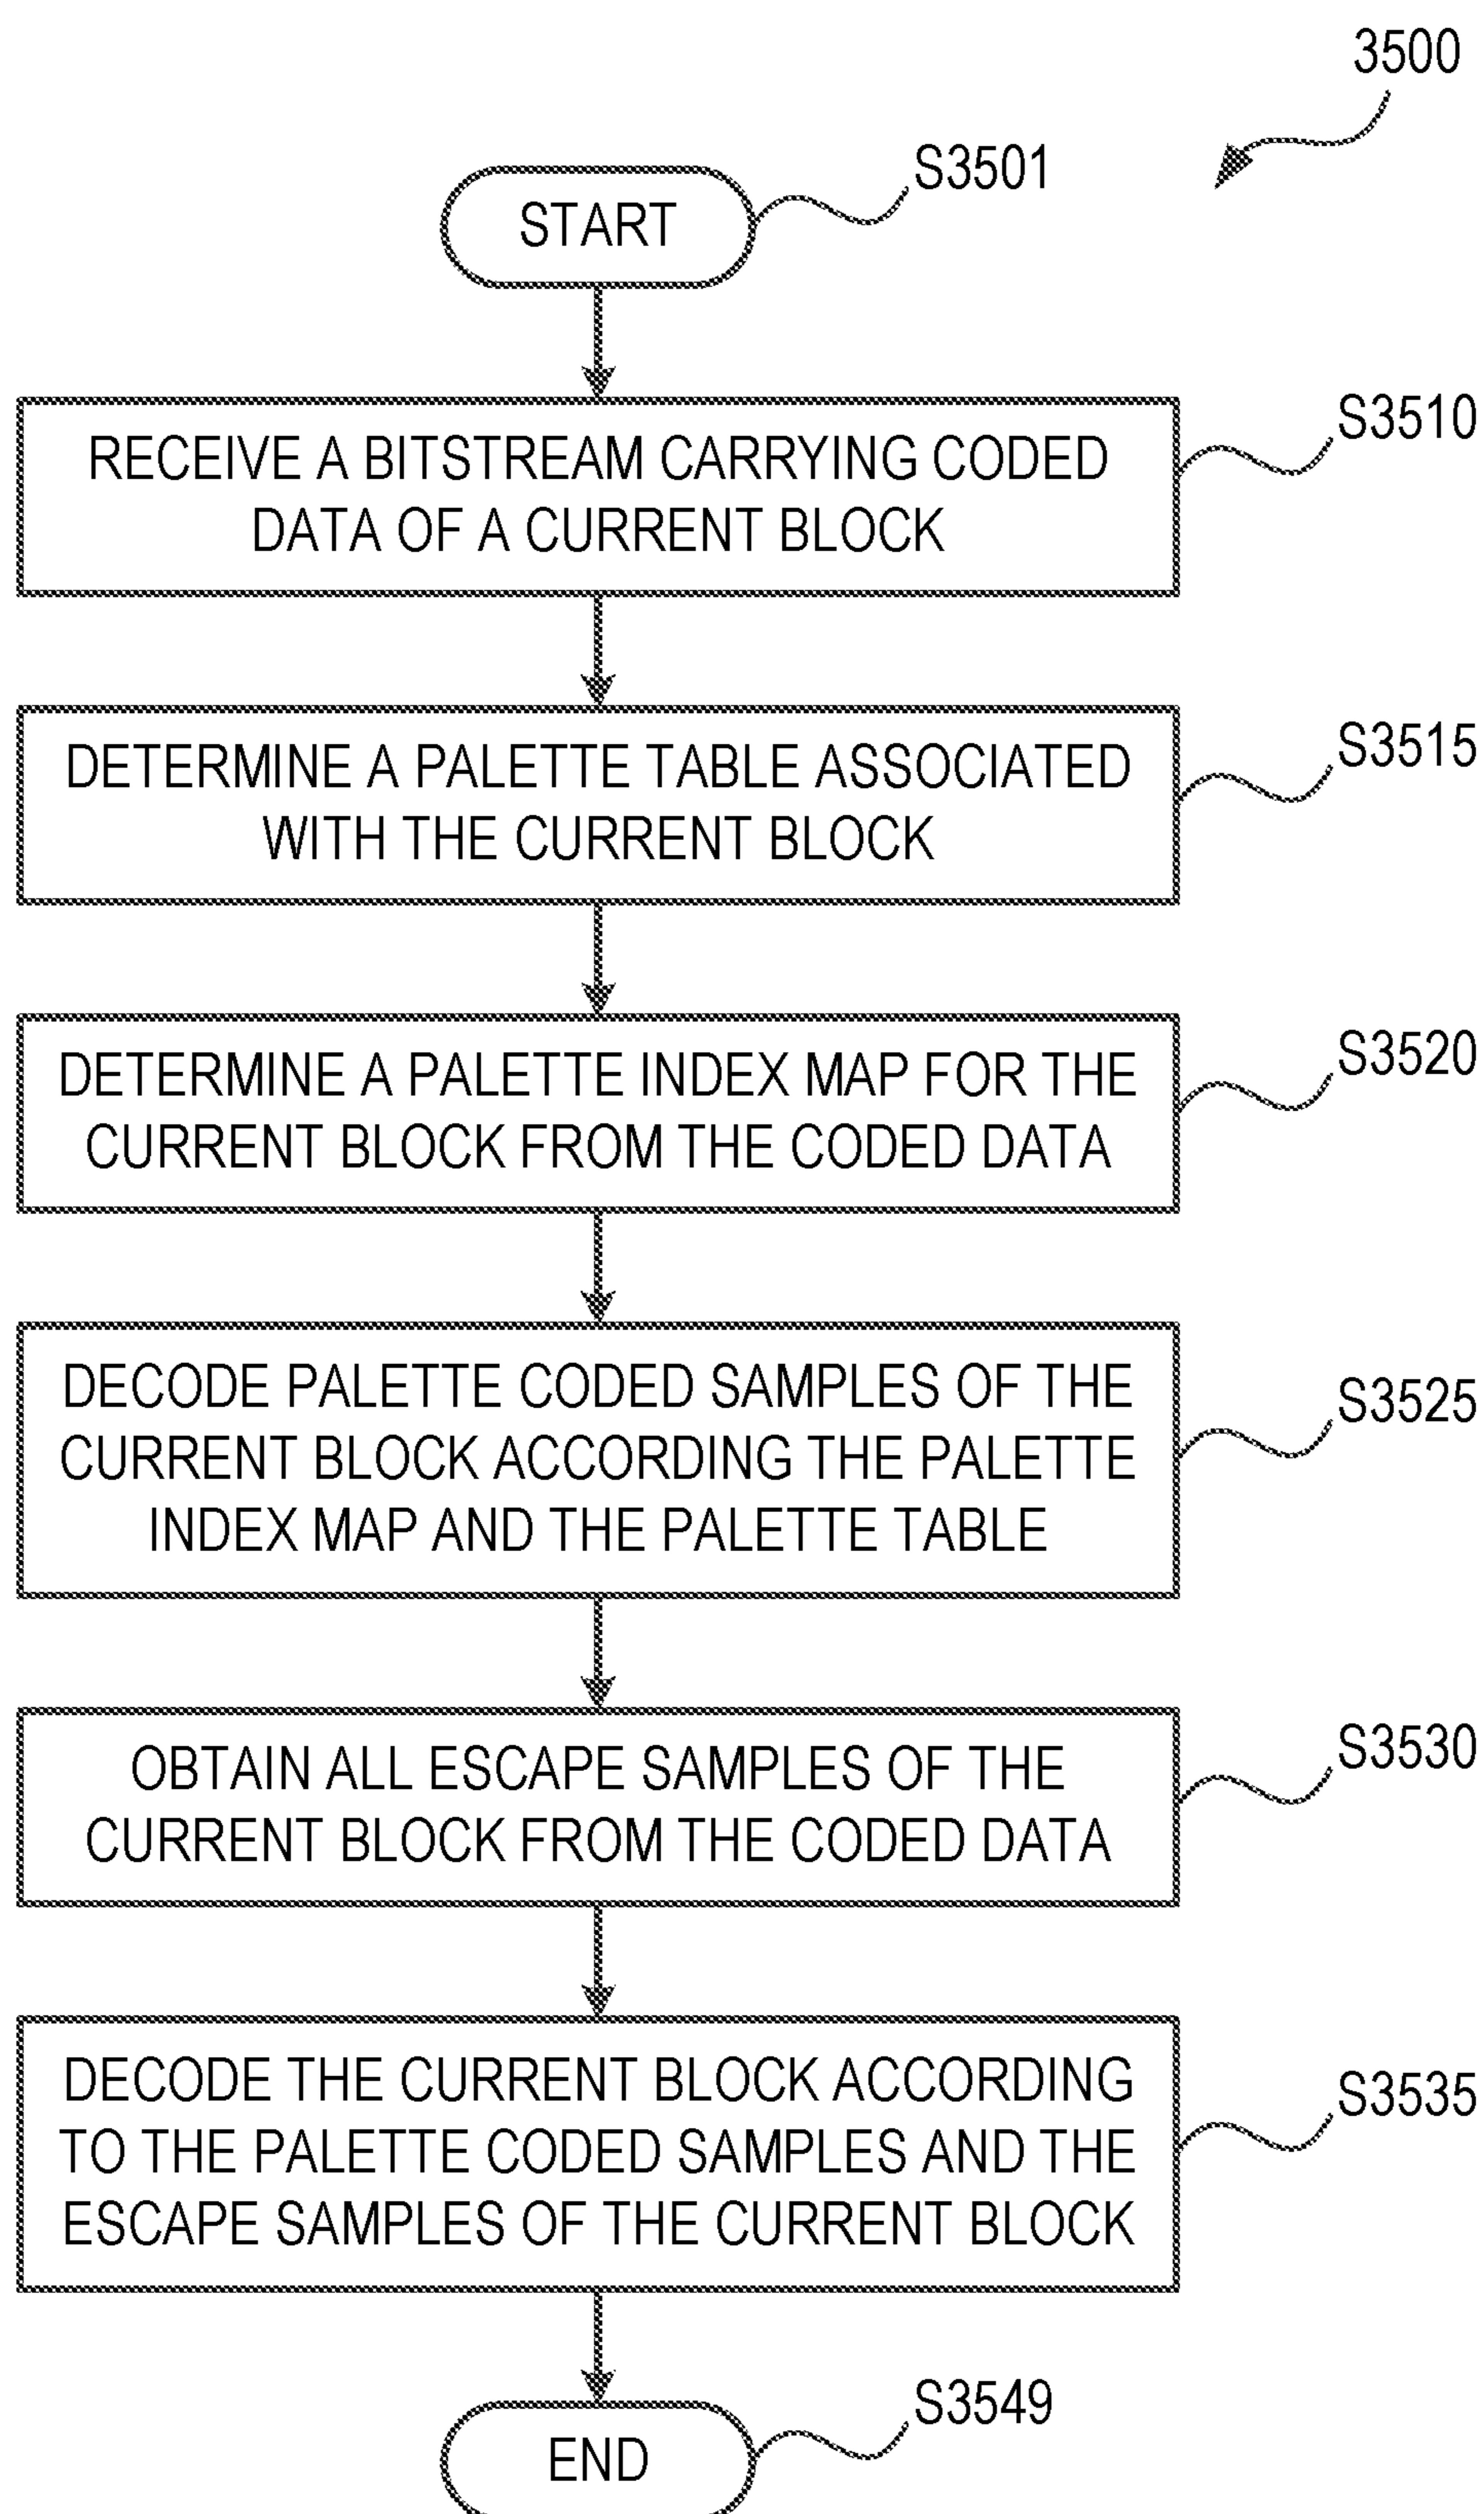 3500
S3501
START
S3510
RECEIVE A BITSTREAM CARRYING CODED
DATA OF A CURRENT BLOCK
S3515
DETERMINE A PALETTE TABLE ASSOCIATED
WITH THE CURRENT BLOCK
S3520
DETERMINE A PALETTE INDEX MAP FOR THE
CURRENT BLOCK FROM THE CODED DATA
S3525
DECODE PALETTE CODED SAMPLES OF THE
CURRENT BLOCK ACCORDING THE PALETTE
INDEX MAP AND THE PALETTE TABLE
S3530
OBTAIN ALL ESCAPE SAMPLES OF THE
CURRENT BLOCK FROM THE CODED DATA
S3535
DECODE THE CURRENT BLOCK ACCORDING
TO THE PALETTE CODED SAMPLES AND THE
ESCAPE SAMPLES OF THE CURRENT BLOCK
S3549
END